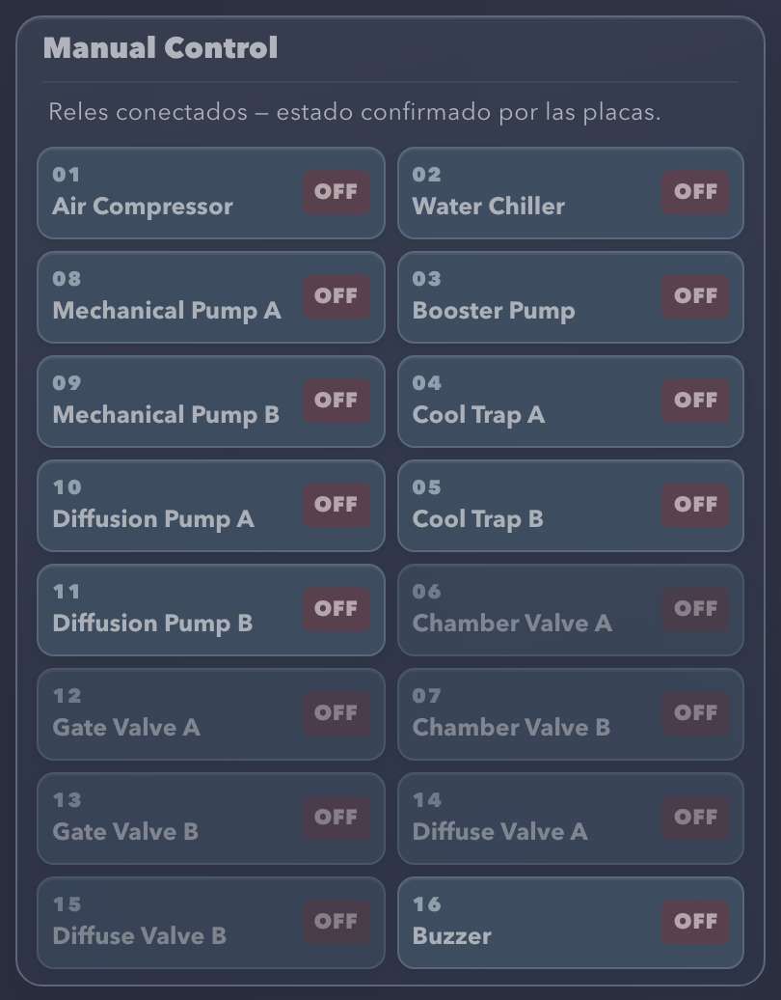 Manual Control
Reles conectados – estado confirmado por las placas.
01
Air Compressor
OFF
02
Water Chiller
OFF
08
Mechanical Pump A
OFF
03
Booster Pump
OFF
09
Mechanical Pump B
OFF
04
Cool Trap A
OFF
10
Diffusion Pump A
OFF
05
Cool Trap B
OFF
11
Diffusion Pump B
OFF
06
Chamber Valve A
OFF
12
Gate Valve A
OFF
07
Chamber Valve B
OFF
13
Gate Valve B
OFF
14
Diffuse Valve A
OFF
15
Diffuse Valve B
OFF
16
Buzzer
OFF